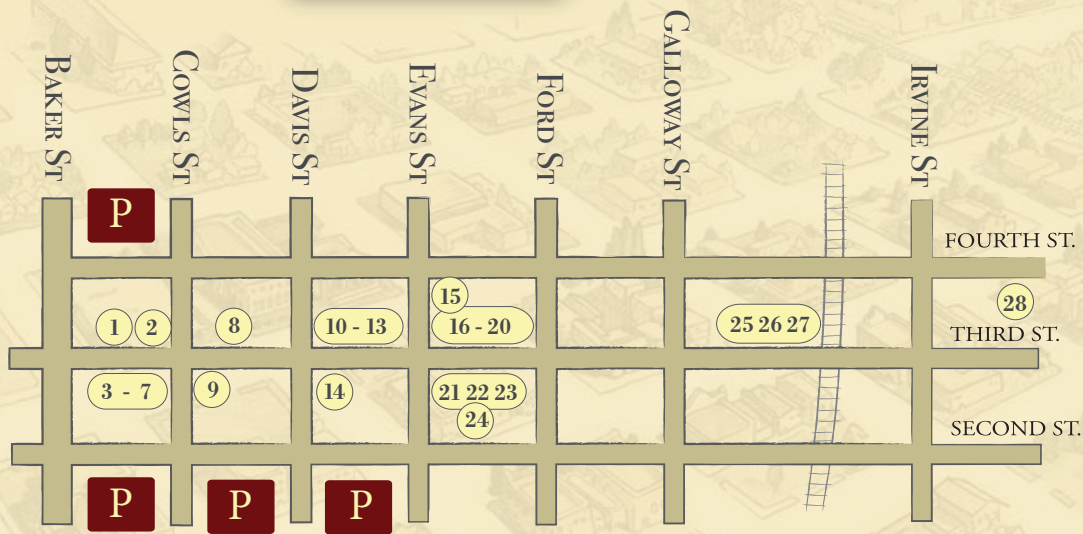 BAKER ST
COWLS ST
DAVIS ST
EVANS ST
FORD ST
GALLOWAY ST
IRVINE ST
P
FOURTH ST.
1
2
8
10 - 13
15
16 - 20
25 26 27
28
THIRD ST.
3 - 7
9
14
21 22 23
24
SECOND ST.
P
P
P